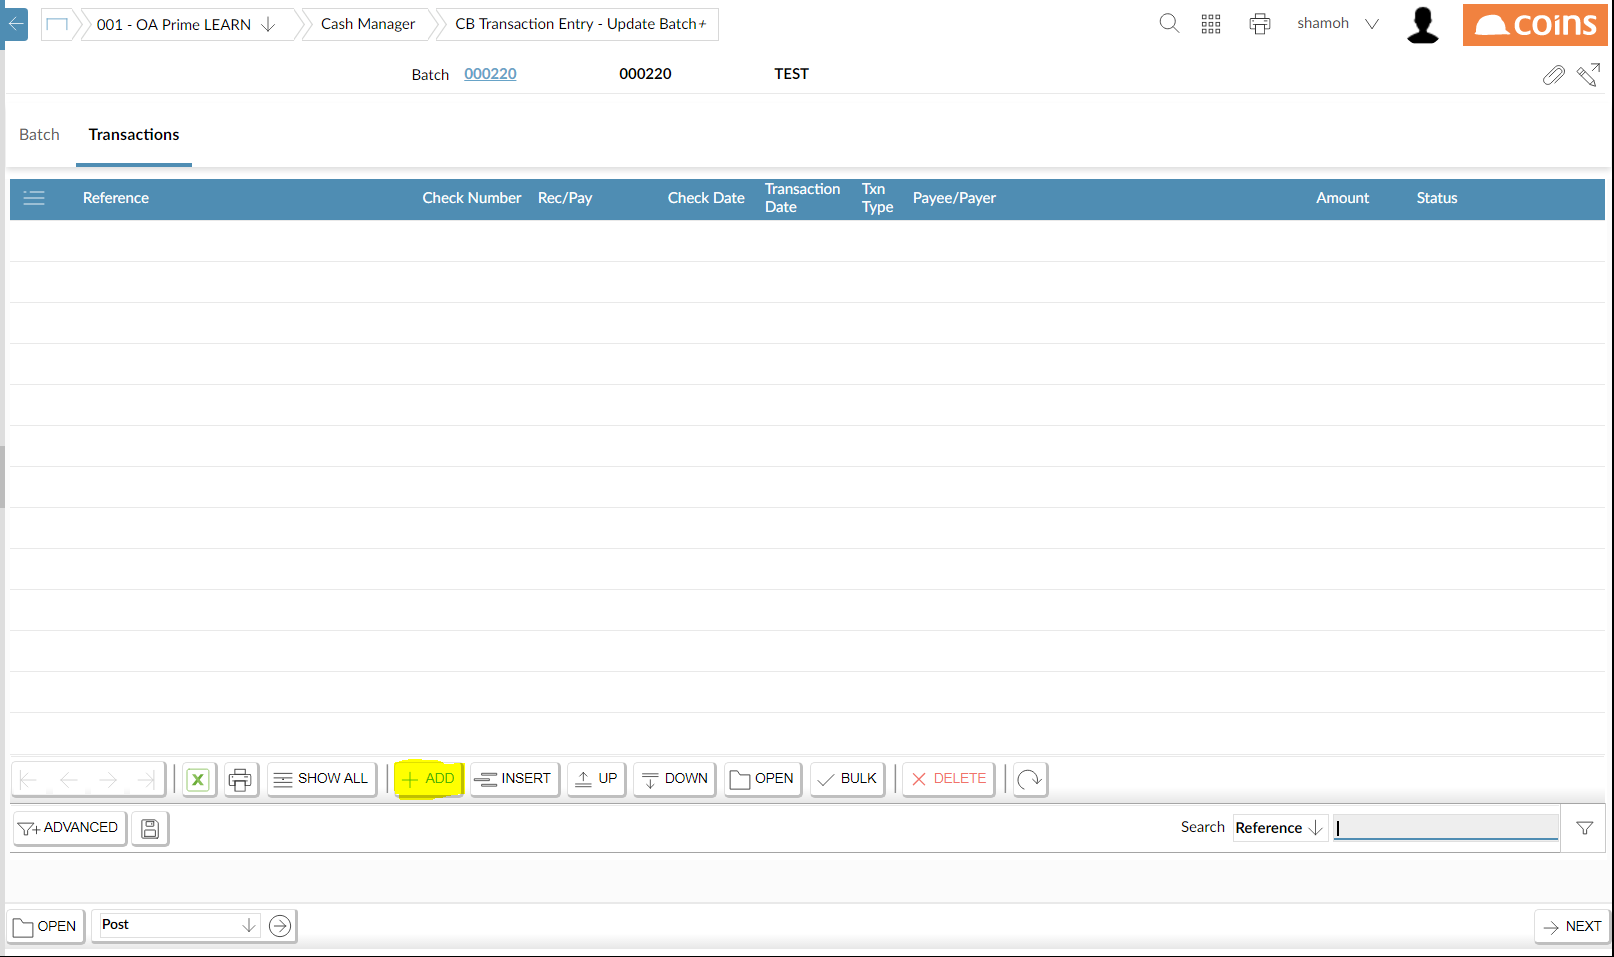 001 - OA Prime LEARN Cash Manager CB Transaction Entry - Update Batch+ shamoh coins
Batch 000220 000220 TEST
Batch Transactions
Reference Check Number Rec/Pay Check Date Transaction Date Txn Type Payee/Payer Amount Status
SHOW ALL ADD INSERT UP DOWN OPEN BULK DELETE
ADVANCED Search Reference
OPEN Post NEXT